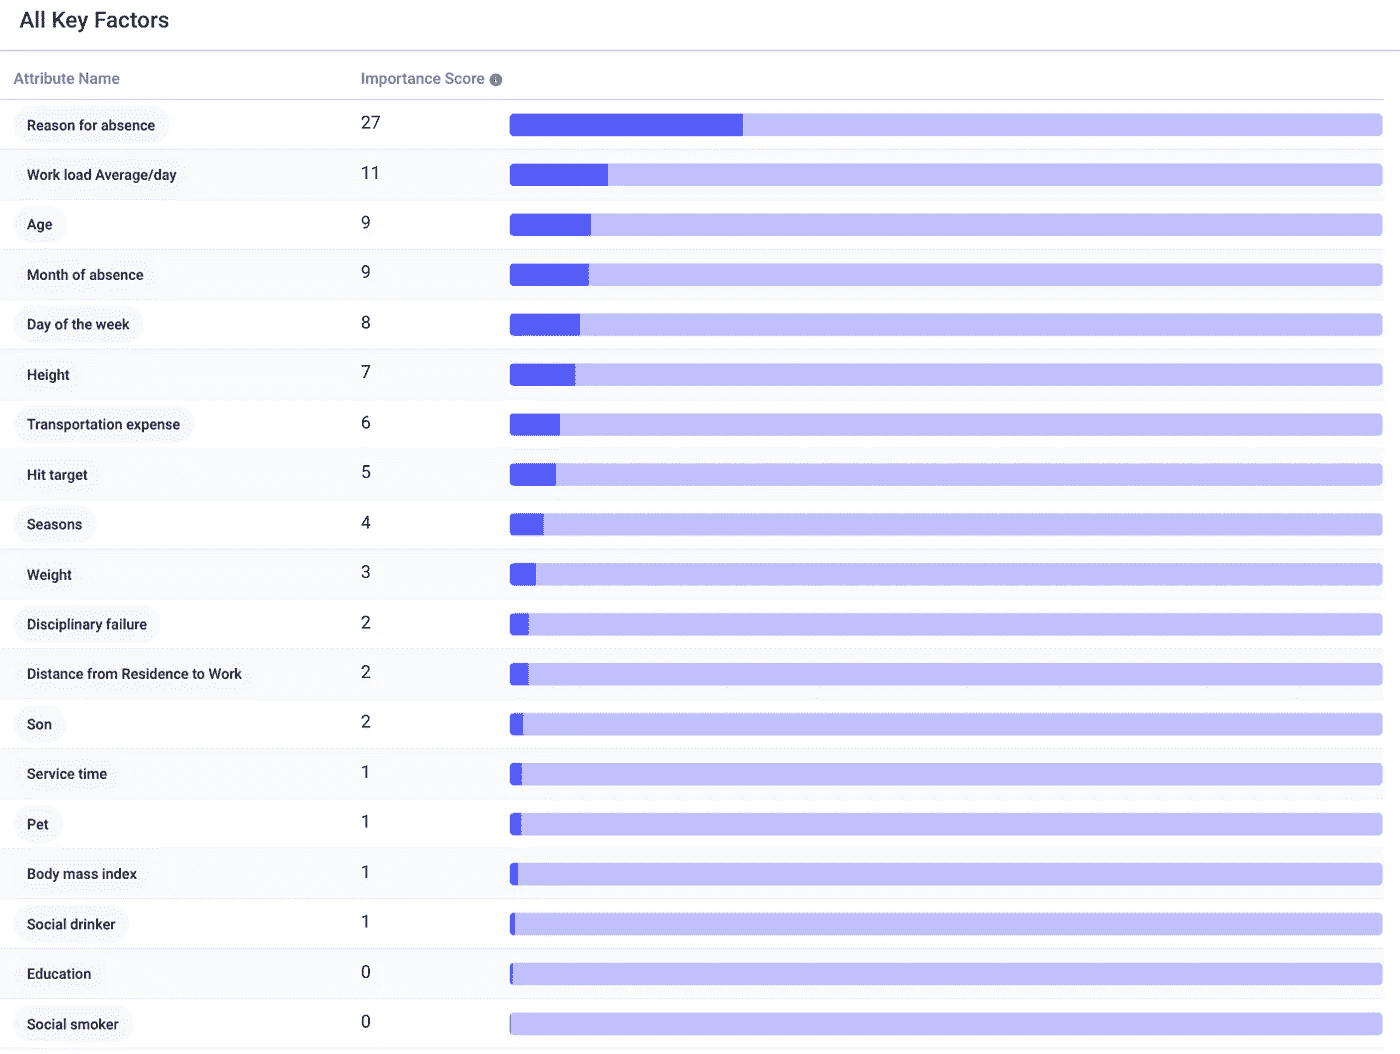 All Key Factors
Attribute Name Importance Score
Reason for absence 27
Work load Average/day 11
Age 9
Month of absence 9
Day of the week 8
Height 7
Transportation expense 6
Hit target 5
Seasons 4
Weight 3
Disciplinary failure 2
Distance from Residence to Work 2
Son 2
Service time 1
Pet 1
Body mass index 1
Social drinker 1
Education 0
Social smoker 0